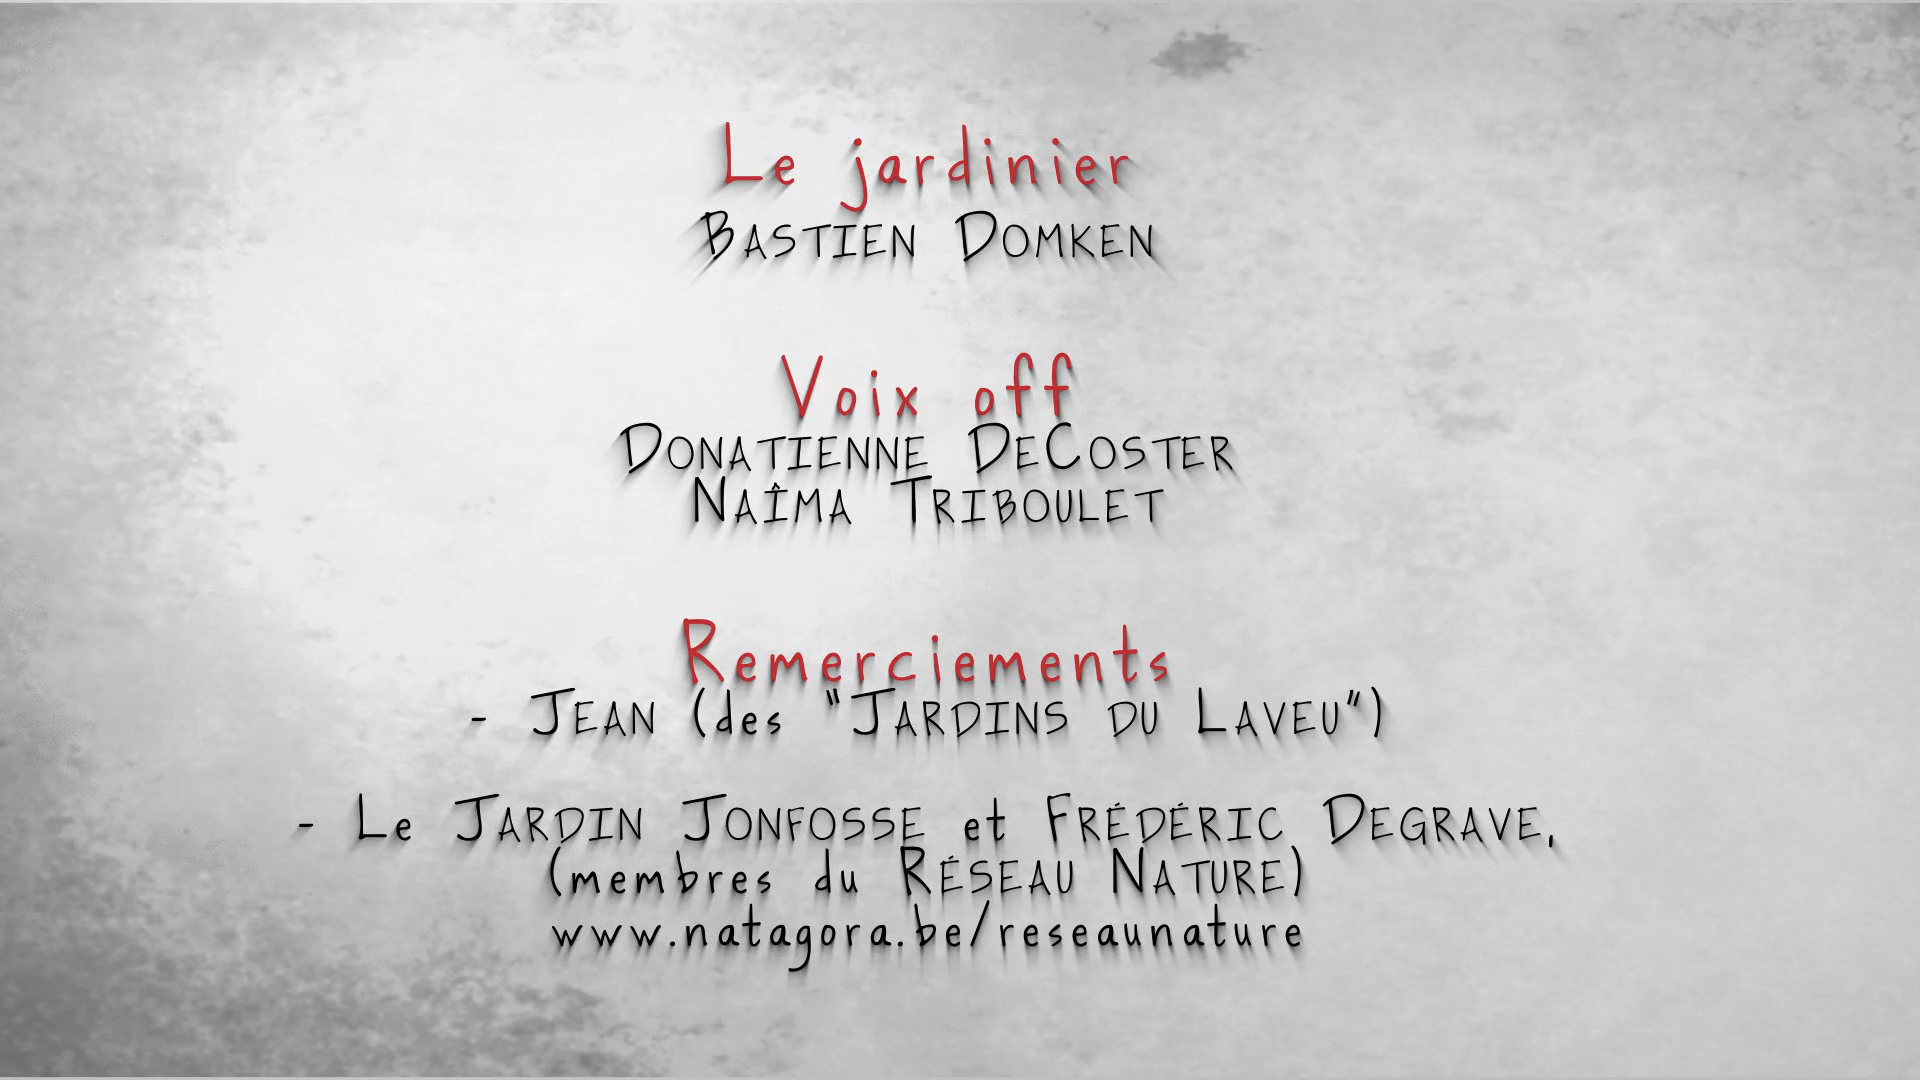 Le jardinier
BASTIEN DOMKEN
Voix off
DONATIENNE DECOSTER
NAÎMA TRIBOULET
Remerciements
- JEAN (des "JARDINS DU LAVEU")
- Le JARDIN JONFOSSE et FRÉDÉRIC DEGRAVE,
(membres du RÉSEAU NATURE)
www.natagora.be/reseaunature